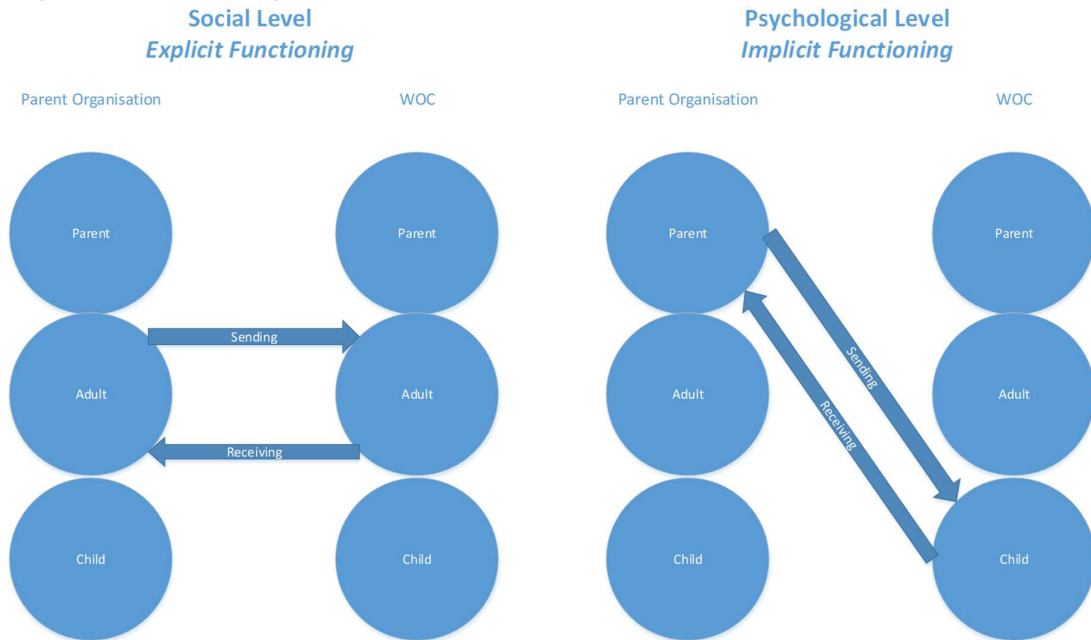 Social Level
Explicit Functioning
Parent Organisation
WOC
Parent
Parent
Sending
Adult
Adult
Receiving
Child
Child
Psychological Level
Implicit Functioning
Parent Organisation
WOC
Parent
Parent
Sending
Adult
Adult
Receiving
Child
Child